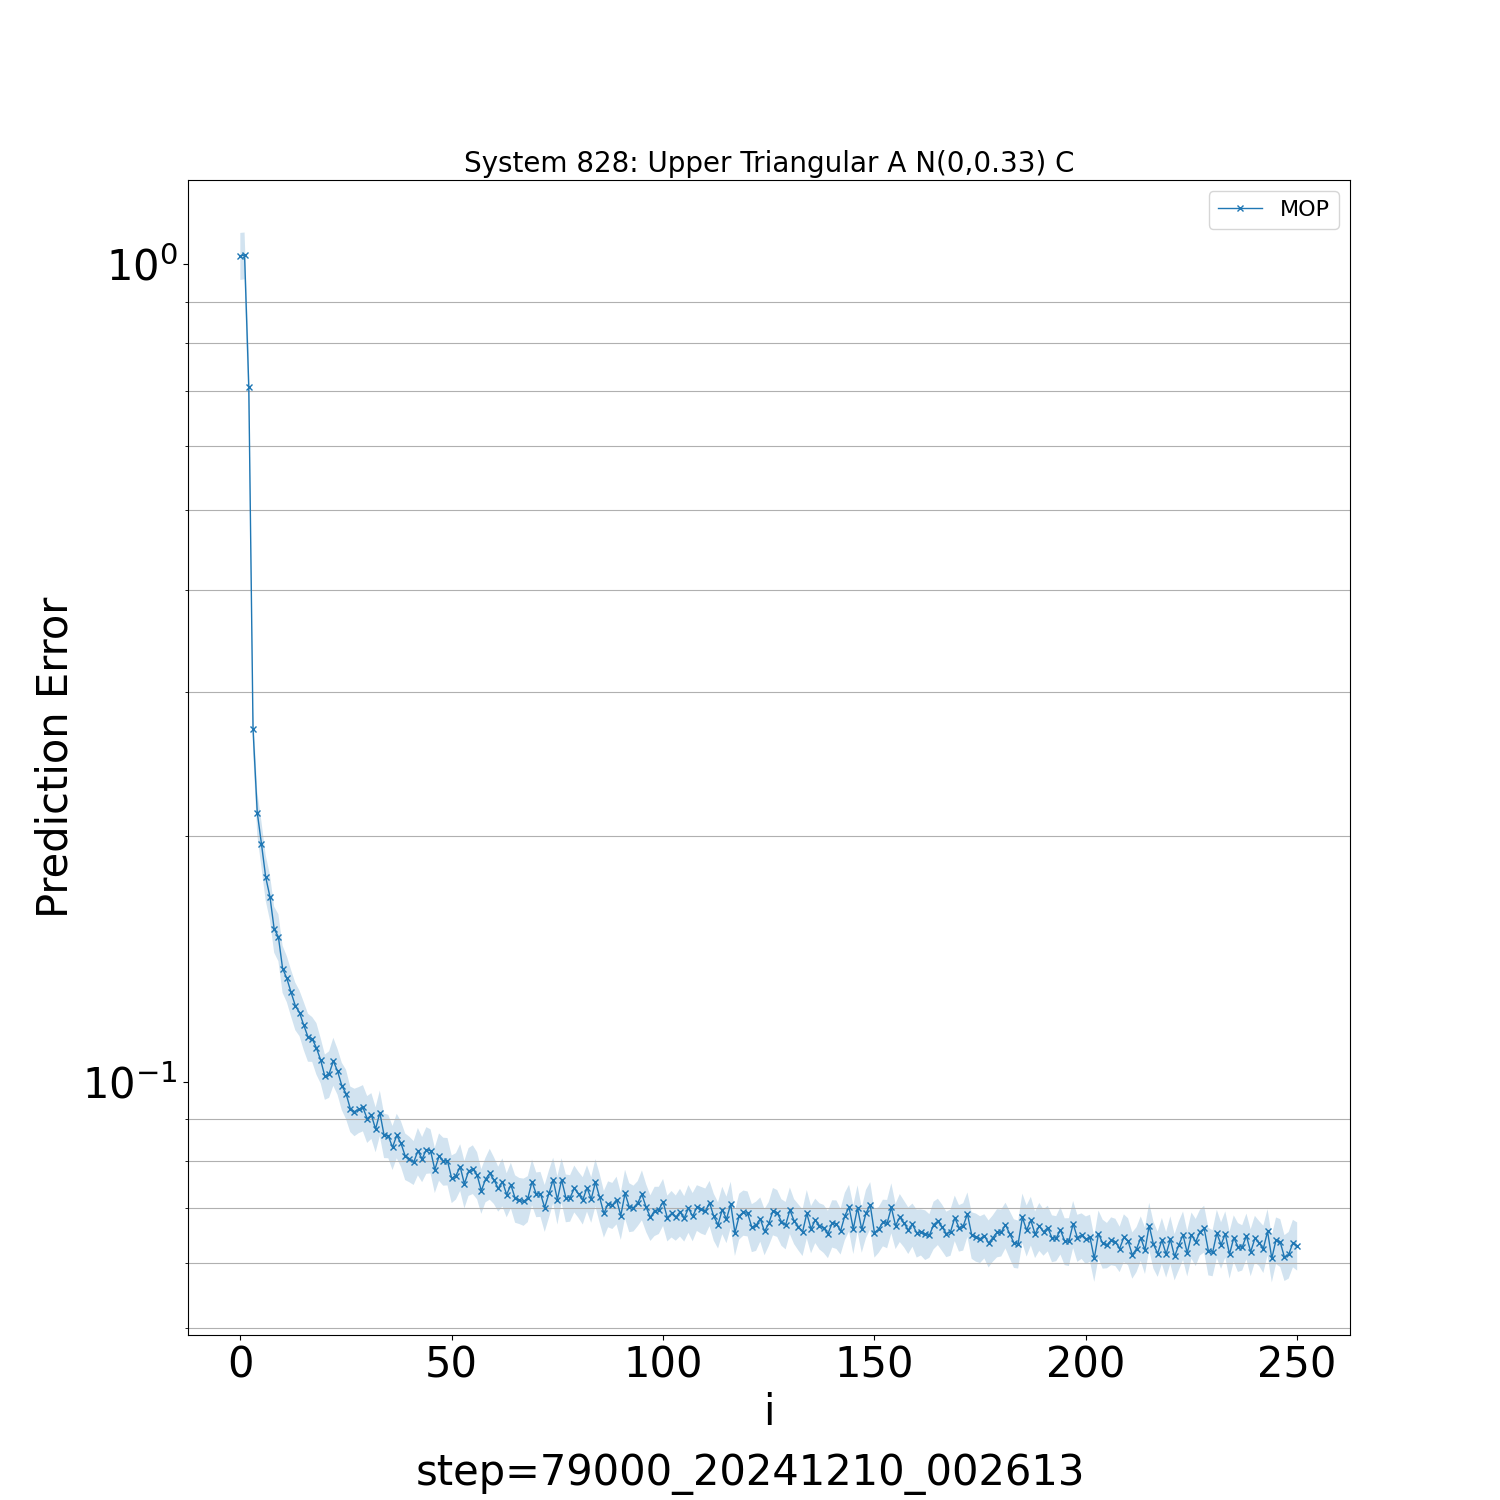 System 828: Upper Triangular A N(0,0.33) C
MOP
10⁰
10⁻¹
Prediction Error
0 50 100 150 200 250
i
step=79000_20241210_002613